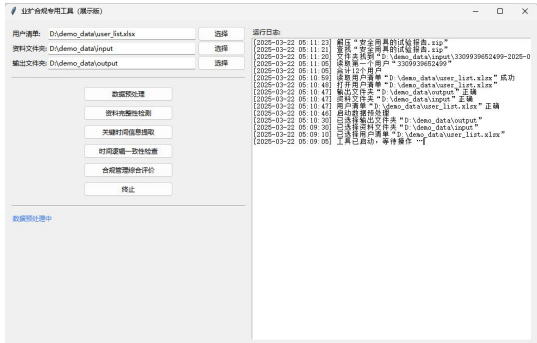 业扩合规专用工具（展示版）
用户清单: D:\demo_data\user_list.xlsx 选择
资料文件夹: D:\demo_data\input 选择
输出文件夹: D:\demo_data\output 选择
数据预处理
资料完整性检测
关键时间信息提取
时间逻辑一致性检查
合规管理综合评价
终止
数据预处理中
运行日志:
[2025-03-22 05:11:23] 解压“安全用具的试验报告.zip”
[2025-03-22 05:11:21] 查找“安全用具的试验报告.zip”
[2025-03-22 05:11:20] 文件夹找到“D:\demo_data\input\3309939652499-2025-0
[2025-03-22 05:11:05] 读取第一个用户“3309939652499”
[2025-03-22 05:11:05] 合计12个用户
[2025-03-22 05:10:59] 读取用户清单“D:\demo_data\user_list.xlsx”成功
[2025-03-22 05:10:48] 打开用户清单“D:\demo_data\user_list.xlsx”
[2025-03-22 05:10:47] 输出文件夹“D:\demo_data\output”正确
[2025-03-22 05:10:47] 资料文件夹“D:\demo_data\input”正确
[2025-03-22 05:10:47] 用户清单“D:\demo_data\user_list.xlsx”正确
[2025-03-22 05:10:46] 启动数据预处理
[2025-03-22 05:10:30] 已选择输出文件夹“D:\demo_data\output”
[2025-03-22 05:09:30] 已选择资料文件夹“D:\demo_data\input”
[2025-03-22 05:09:10] 已选择用户清单“D:\demo_data\user_list.xlsx”
[2025-03-22 05:09:05] 工具已启动，等待操作 …